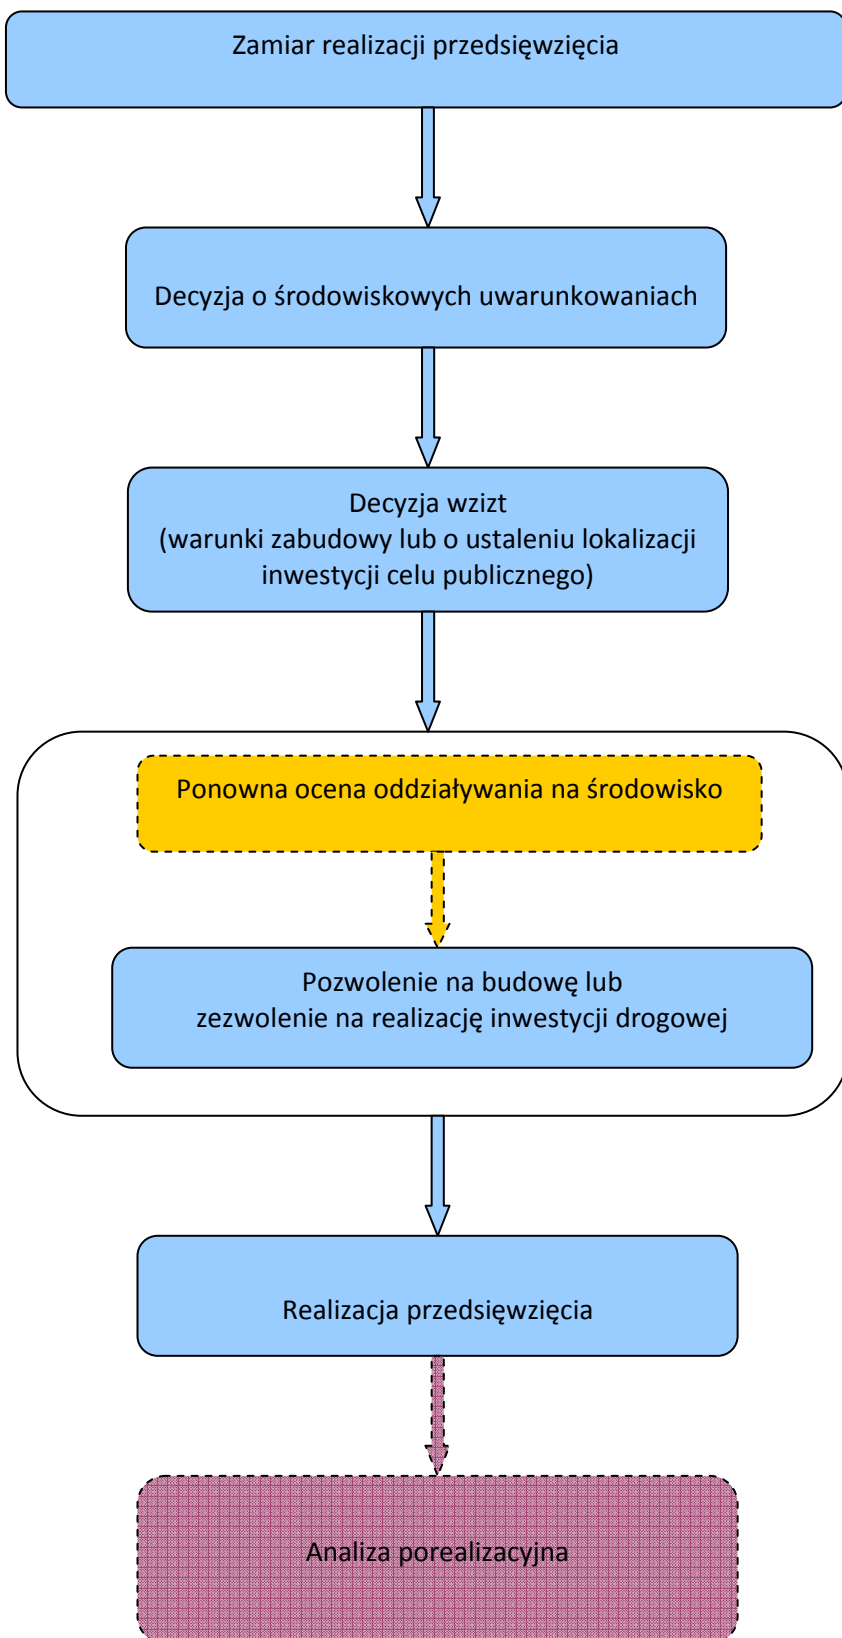 Zamiar realizacji przedsięwzięcia
Decyzja o środowiskowych uwarunkowaniach
Decyzja wzizt
(warunki zabudowy lub o ustaleniu lokalizacji
inwestycji celu publicznego)
Ponowna ocena oddziaływania na środowisko
Pozwolenie na budowę lub
zezwolenie na realizację inwestycji drogowej
Realizacja przedsięwzięcia
Analiza porealizacyjna